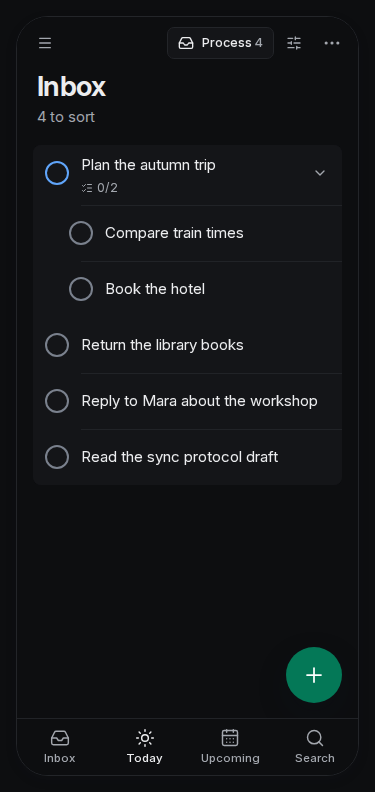 Process 4
Inbox
4 to sort
Plan the autumn trip
0/2
Compare train times
Book the hotel
Return the library books
Reply to Mara about the workshop
Read the sync protocol draft
Inbox Today Upcoming Search